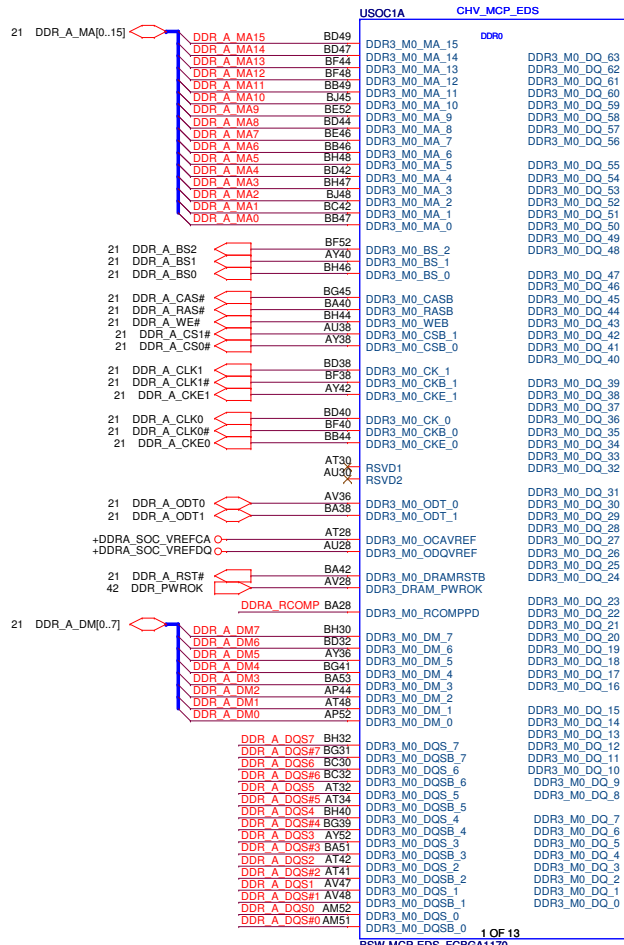 USOC1A CHV_MCP_EDS
DDR0
21 DDR_A_MA[0..15]
DDR_A_MA15 BD49 DDR3_M0_MA_15
DDR_A_MA14 BD47 DDR3_M0_MA_14 DDR3_M0_DQ_63
DDR_A_MA13 BF44 DDR3_M0_MA_13 DDR3_M0_DQ_62
DDR_A_MA12 BF48 DDR3_M0_MA_12 DDR3_M0_DQ_61
DDR_A_MA11 BB49 DDR3_M0_MA_11 DDR3_M0_DQ_60
DDR_A_MA10 BJ45 DDR3_M0_MA_10 DDR3_M0_DQ_59
DDR_A_MA9 BE52 DDR3_M0_MA_9 DDR3_M0_DQ_58
DDR_A_MA8 BD44 DDR3_M0_MA_8 DDR3_M0_DQ_57
DDR_A_MA7 BE46 DDR3_M0_MA_7 DDR3_M0_DQ_56
DDR_A_MA6 BB46 DDR3_M0_MA_6
DDR_A_MA5 BH48 DDR3_M0_MA_5 DDR3_M0_DQ_55
DDR_A_MA4 BD42 DDR3_M0_MA_4 DDR3_M0_DQ_54
DDR_A_MA3 BH47 DDR3_M0_MA_3 DDR3_M0_DQ_53
DDR_A_MA2 BJ48 DDR3_M0_MA_2 DDR3_M0_DQ_52
DDR_A_MA1 BC42 DDR3_M0_MA_1 DDR3_M0_DQ_51
DDR_A_MA0 BB47 DDR3_M0_MA_0 DDR3_M0_DQ_50
DDR3_M0_DQ_49
21 DDR_A_BS2 BF52 DDR3_M0_BS_2 DDR3_M0_DQ_48
21 DDR_A_BS1 AY40 DDR3_M0_BS_1
21 DDR_A_BS0 BH46 DDR3_M0_BS_0 DDR3_M0_DQ_47
DDR3_M0_DQ_46
21 DDR_A_CAS# BG45 DDR3_M0_CASB DDR3_M0_DQ_45
21 DDR_A_RAS# BA40 DDR3_M0_RASB DDR3_M0_DQ_44
21 DDR_A_WE# BH44 DDR3_M0_WEB DDR3_M0_DQ_43
21 DDR_A_CS1# AU38 DDR3_M0_CSB_1 DDR3_M0_DQ_42
21 DDR_A_CS0# AY38 DDR3_M0_CSB_0 DDR3_M0_DQ_41
DDR3_M0_DQ_40
21 DDR_A_CLK1 BD38 DDR3_M0_CK_1
21 DDR_A_CLK1# BF38 DDR3_M0_CKB_1 DDR3_M0_DQ_39
21 DDR_A_CKE1 AY42 DDR3_M0_CKE_1 DDR3_M0_DQ_38
DDR3_M0_DQ_37
21 DDR_A_CLK0 BD40 DDR3_M0_CK_0 DDR3_M0_DQ_36
21 DDR_A_CLK0# BF40 DDR3_M0_CKB_0 DDR3_M0_DQ_35
21 DDR_A_CKE0 BB44 DDR3_M0_CKE_0 DDR3_M0_DQ_34
DDR3_M0_DQ_33
AT30 RSVD1 DDR3_M0_DQ_32
AU30 RSVD2
DDR3_M0_DQ_31
21 DDR_A_ODT0 AV36 DDR3_M0_ODT_0 DDR3_M0_DQ_30
21 DDR_A_ODT1 BA38 DDR3_M0_ODT_1 DDR3_M0_DQ_29
DDR3_M0_DQ_28
+DDRA_SOC_VREFCA AT28 DDR3_M0_OCAVREF DDR3_M0_DQ_27
+DDRA_SOC_VREFDQ AU28 DDR3_M0_ODQVREF DDR3_M0_DQ_26
DDR3_M0_DQ_25
21 DDR_A_RST# BA42 DDR3_M0_DRAMRSTB DDR3_M0_DQ_24
42 DDR_PWROK AV28 DDR3_DRAM_PWROK
DDR3_M0_DQ_23
DDRA_RCOMP BA28 DDR3_M0_RCOMPPD DDR3_M0_DQ_22
21 DDR_A_DM[0..7] DDR3_M0_DQ_21
DDR_A_DM7 BH30 DDR3_M0_DM_7 DDR3_M0_DQ_20
DDR_A_DM6 BD32 DDR3_M0_DM_6 DDR3_M0_DQ_19
DDR_A_DM5 AY36 DDR3_M0_DM_5 DDR3_M0_DQ_18
DDR_A_DM4 BG41 DDR3_M0_DM_4 DDR3_M0_DQ_17
DDR_A_DM3 BA53 DDR3_M0_DM_3 DDR3_M0_DQ_16
DDR_A_DM2 AP44 DDR3_M0_DM_2
DDR_A_DM1 AT48 DDR3_M0_DM_1 DDR3_M0_DQ_15
DDR_A_DM0 AP52 DDR3_M0_DM_0 DDR3_M0_DQ_14
DDR3_M0_DQ_13
DDR_A_DQS7 BH32 DDR3_M0_DQS_7 DDR3_M0_DQ_12
DDR_A_DQS#7 BG31 DDR3_M0_DQSB_7 DDR3_M0_DQ_11
DDR_A_DQS6 BC30 DDR3_M0_DQS_6 DDR3_M0_DQ_10
DDR_A_DQS#6 BC32 DDR3_M0_DQSB_6 DDR3_M0_DQ_9
DDR_A_DQS5 AT32 DDR3_M0_DQS_5 DDR3_M0_DQ_8
DDR_A_DQS#5 AT34 DDR3_M0_DQSB_5
DDR_A_DQS4 BH40 DDR3_M0_DQS_4 DDR3_M0_DQ_7
DDR_A_DQS#4 BG39 DDR3_M0_DQSB_4 DDR3_M0_DQ_6
DDR_A_DQS3 AY52 DDR3_M0_DQS_3 DDR3_M0_DQ_5
DDR_A_DQS#3 BA51 DDR3_M0_DQSB_3 DDR3_M0_DQ_4
DDR_A_DQS2 AT42 DDR3_M0_DQS_2 DDR3_M0_DQ_3
DDR_A_DQS#2 AT41 DDR3_M0_DQSB_2 DDR3_M0_DQ_2
DDR_A_DQS1 AV47 DDR3_M0_DQS_1 DDR3_M0_DQ_1
DDR_A_DQS#1 AV48 DDR3_M0_DQSB_1 DDR3_M0_DQ_0
DDR_A_DQS0 AM52 DDR3_M0_DQS_0
DDR_A_DQS#0 AM51 DDR3_M0_DQSB_0
1 OF 13
BSW-MCP-EDS_FCBGA1170